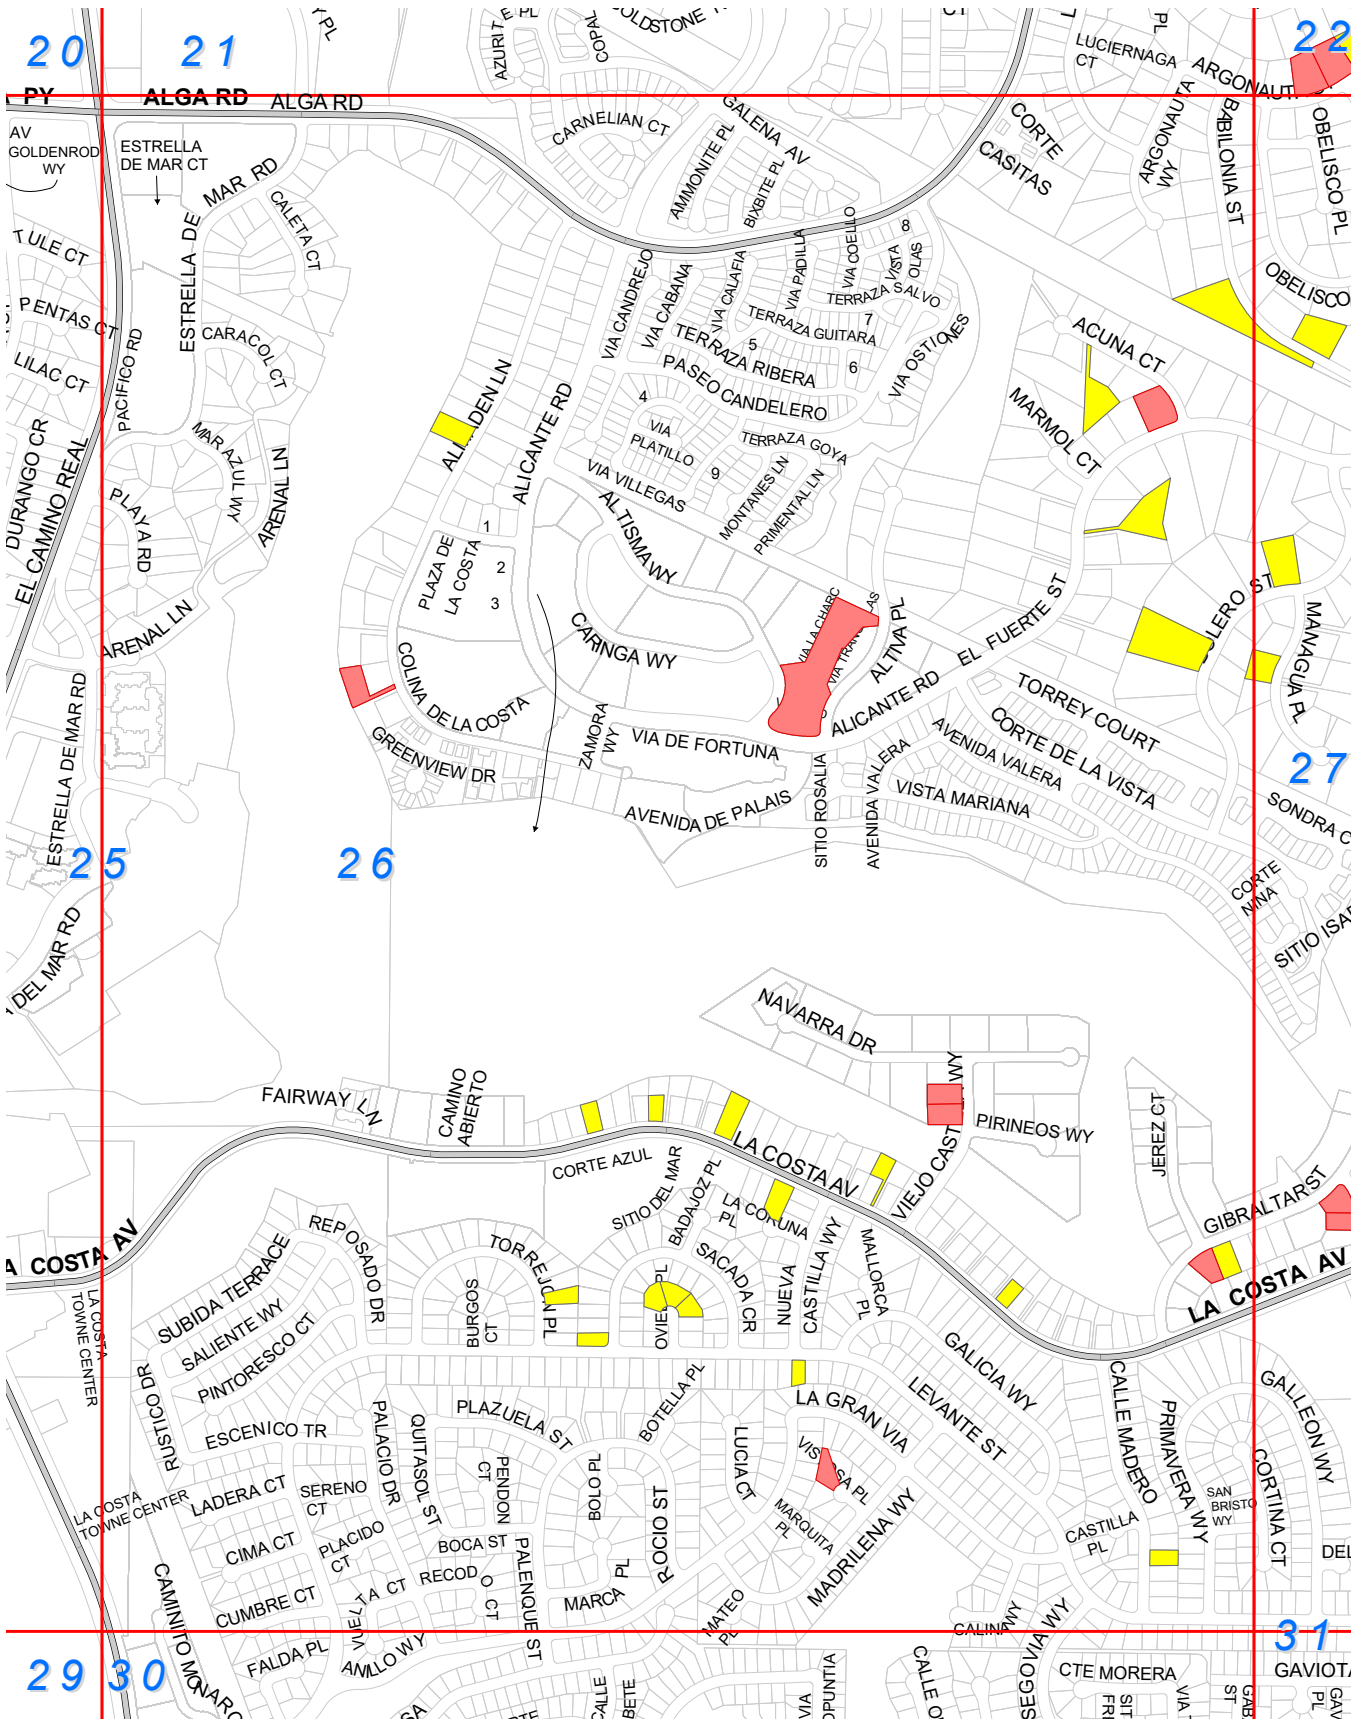 20
21
22
PY
ALGA RD
ALGA RD
AV
GOLDENROD
WY
ESTRELLA
DE MAR CT
ESTRELLA DE MAR RD
CALETA CT
PENTAS CT
LILAC CT
DURANGO CR
EL CAMINO REAL
PACIFICO RD
CARACOL CT
MAR AZUL WY
ARENAL LN
PLAYA RD
ARENAL LN
ESTRELLA DE MAR RD
DEL MAR RD
25
26
27
CARNELIAN CT
GALENA AV
AMMONITE PL
BIXBITE PL
CORTE
CASITAS
LUCIERNAGA
CT
ARGONAUTA
WY
BABILONIA ST
OBELISCO PL
OBELISCO
VIA CANDREJO
VIA CABANA
VIA CALAFIA
VIA PADILLA
VIA COELLO
VISTA
OLAS
8
TERRAZA SALVO
TERRAZA GUITARA
7
5
6
TERRAZA RIBERA
PASEO CANDELERO
VIA OSTIONES
4
VIA
PLATILLO
9
TERRAZA GOYA
VIA VILLEGAS
MONTANES LN
PRIMENTAL LN
ALICANTE RD
ALTISMA WY
1
2
3
PLAZA DE
LA COSTA
CARINGA WY
COLINA DE LA COSTA
GREENVIEW DR
ZAMORA
WY
VIA DE FORTUNA
AVENIDA DE PALAIS
SITIO ROSALIA
AVENIDA VALERA
VISTA MARIANA
AVENIDA VALERA
CORTE DE LA VISTA
TORREY COURT
ALICANTE RD
EL FUERTE ST
ALTIVA PL
VIA LA CHARC
ACUNA CT
MARMOL CT
MANAGUA PL
SONDRA C
CORTE
NINA
NAVARRA DR
PIRINEOS WY
JEREZ CT
GIBRALTAR ST
LA COSTA AV
FAIRWAY LN
CAMINO
ABIERTO
CORTE AZUL
SITIO DEL MAR
BADAJOZ PL
LA COSTA AV
LA CORUNA
PL
SACADA CR
NUEVA
CASTILLA WY
MALLORCA
PL
GALICIA WY
LEVANTE ST
LA GRAN VIA
A COSTA AV
LA COSTA
TOWNE CENTER
SUBIDA TERRACE
SALIENTE WY
PINTORESCO CT
REPOSADO DR
TORREJON PL
BURGOS
CT
RUSTICO DR
ESCENICO TR
PALACIO DR
QUITASOL ST
PLAZUELA ST
BOTELLA PL
LUCIA CT
PENDON
CT
BOLO PL
ROCIO ST
MARQUITA
PL
MADRILENA WY
LADERA CT
SERENO
CT
CIMA CT
PLACIDO
CT
BOCA ST
PALENQUE ST
CUMBRE CT
VUELTA CT
RECODO CT
MARCA PL
MATEO
PL
LA COSTA
TOWNE CENTER
FALDA PL
ANILLO WY
CALLE MADERO
PRIMAVERA WY
GALLEON WY
CORTINA CT
SAN
BRISTO
WY
CASTILLA
PL
DEL
SEGOVIA WY
29
30
31
CTE MORERA
GAVIOTA